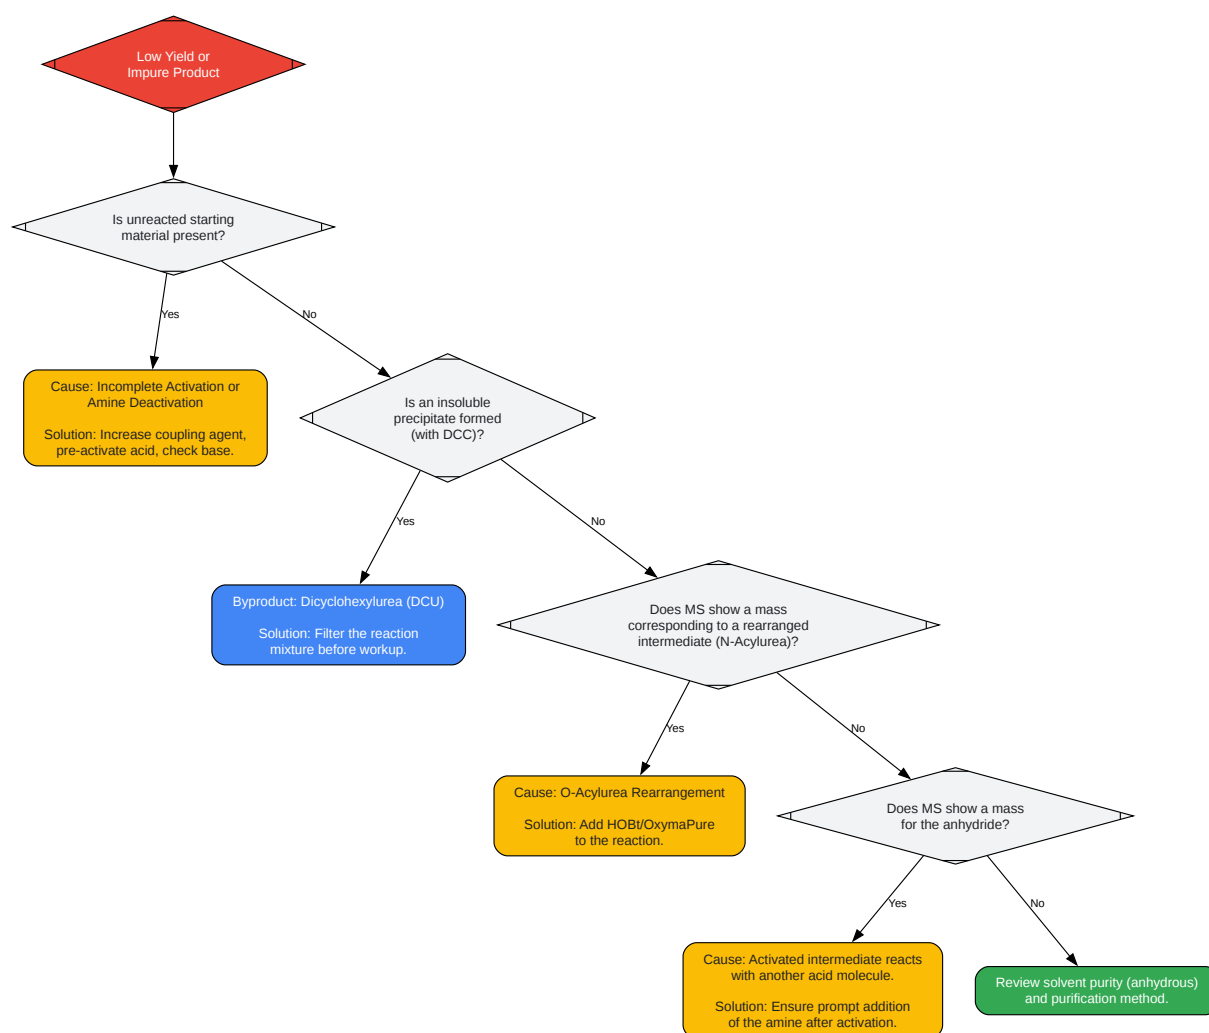 Low Yield or
Impure Product
Is unreacted starting
material present?
Yes
No
Cause: Incomplete Activation or
Amine Deactivation
Solution: Increase coupling agent,
pre-activate acid, check base.
Is an insoluble
precipitate formed
(with DCC)?
Yes
No
Byproduct: Dicyclohexylurea (DCU)
Solution: Filter the reaction
mixture before workup.
Does MS show a mass
corresponding to a rearranged
intermediate (N-Acylurea)?
Yes
No
Cause: O-Acylurea Rearrangement
Solution: Add HOBt/OxymaPure
to the reaction.
Does MS show a mass
for the anhydride?
Yes
No
Cause: Activated intermediate reacts
with another acid molecule.
Solution: Ensure prompt addition
of the amine after activation.
Review solvent purity (anhydrous)
and purification method.